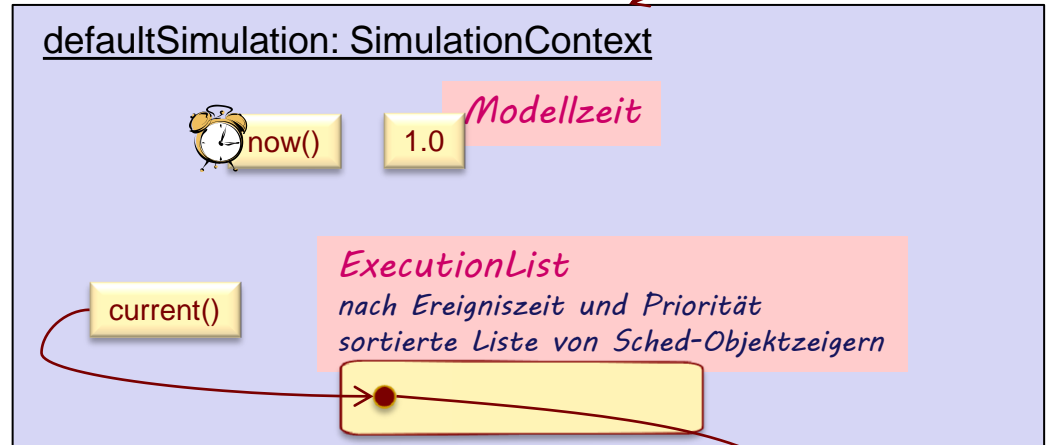 defaultSimulation: SimulationContext
Modellzeit
now()
1.0
ExecutionList
nach Ereigniszeit und Priorität
current()
sortierte Liste von Sched-Objektzeigern